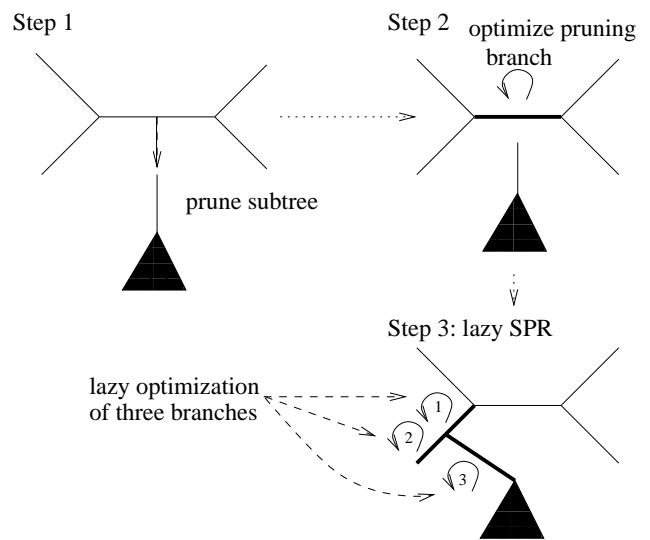 Step 1
Step 2
optimize pruning
branch
prune subtree
Step 3: lazy SPR
lazy optimization
of three branches
1
2
3